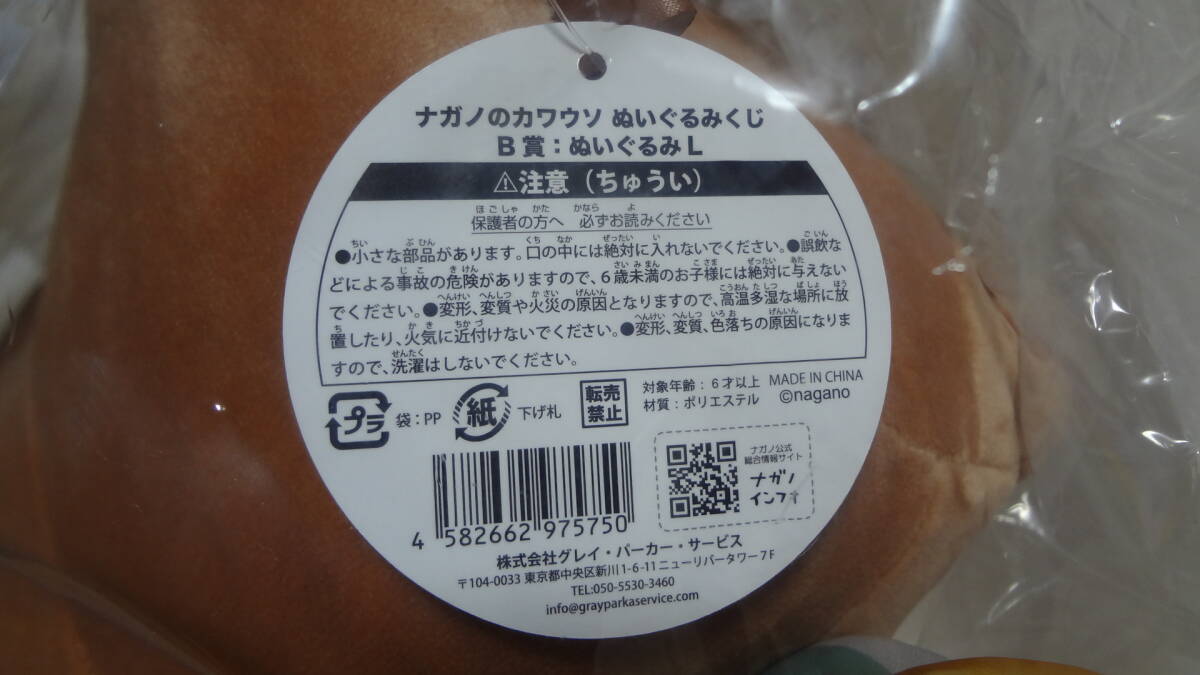 ナガノのカワウソ ぬいぐるみくじ
B賞：ぬいぐるみL
⚠注意（ちゅうい）
保護者の方へ 必ずお読みください
●小さな部品があります。口の中には絶対に入れないでください。●誤飲な
どによる事故の危険がありますので、6歳未満のお子様には絶対に与えない
でください。●変形、変質や火災の原因となりますので、高温多湿な場所に放
置したり、火気に近付けないでください。●変形、変質、色落ちの原因になりま
すので、洗濯はしないでください。
プラ 袋：PP 紙 下げ札 転売禁止
対象年齢：6才以上 MADE IN CHINA
材質：ポリエステル ©nagano
ナガノ公式
総合情報サイト
ナガノ
インフォ
4 582662 975750
株式会社グレイ・パーカー・サービス
〒104-0033 東京都中央区新川1-6-11ニューリバータワー7F
TEL:050-5530-3460
info@grayparkaservice.com